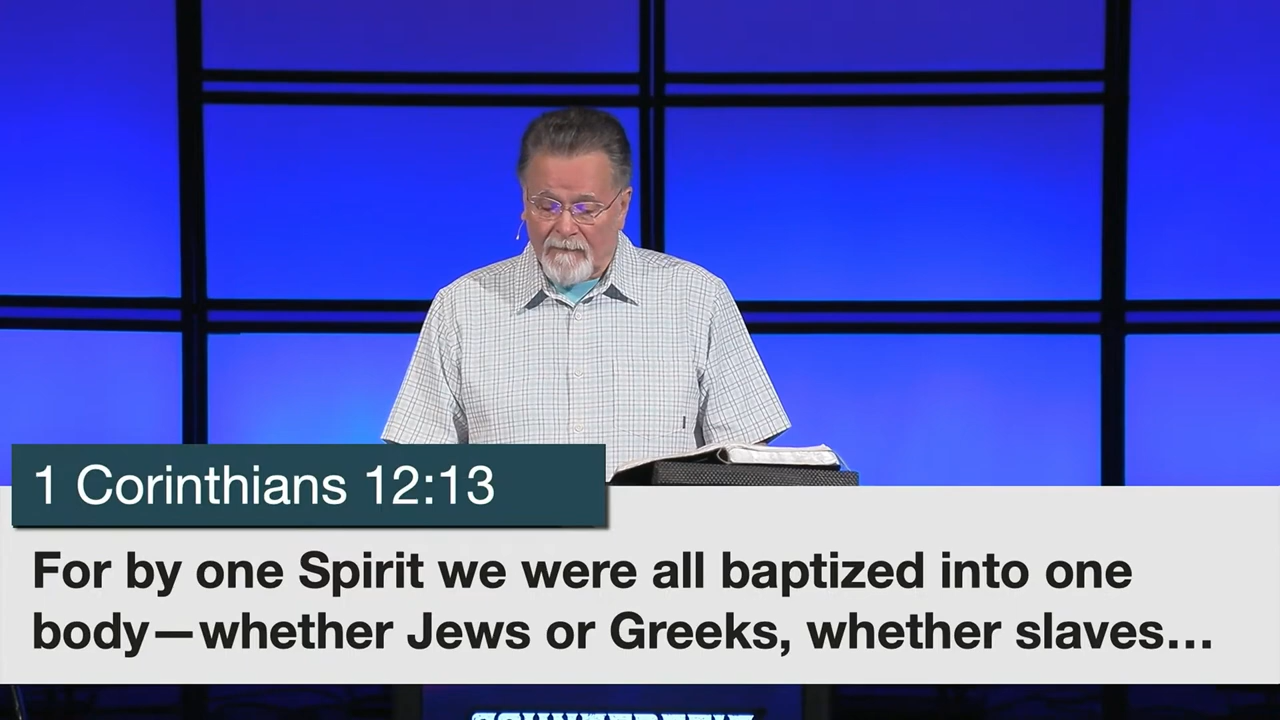 1 Corinthians 12:13
For by one Spirit we were all baptized into one
body—whether Jews or Greeks, whether slaves...